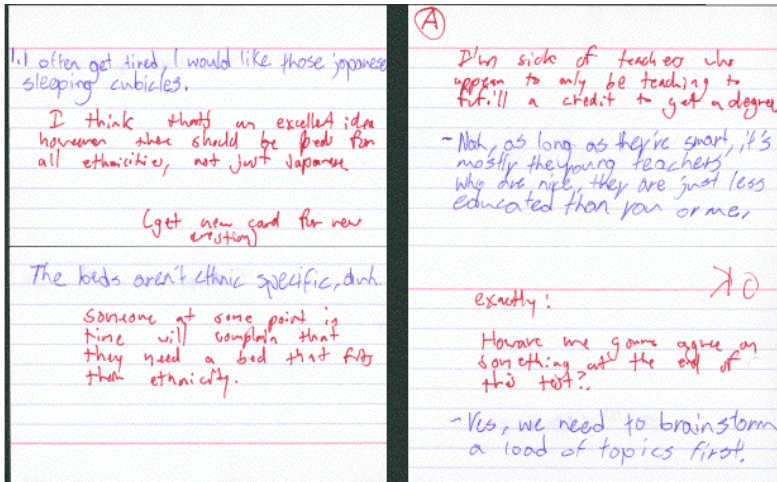 1.) I often get tired, I would like those japanese
sleeping cubicles.
I think that's an excellent idea
however there should be beds for
all ethnicities, not just Japanese
(get new card for new
question)
The beds aren't ethnic specific, duh.
Someone at some point in
time will complain that
they need a bed that fits
their ethnicity.
A
I'm sick of teachers who
appear to only be teaching to
fulfill a credit to get a degree
- Nah, as long as they're smart, it's
mostly the young teachers
who are nice, they are just less
educated than you or me,
OK
exactly!
How are we gonna agree on
something at the end of
this test?
- Yes, we need to brainstorm
a load of topics first.